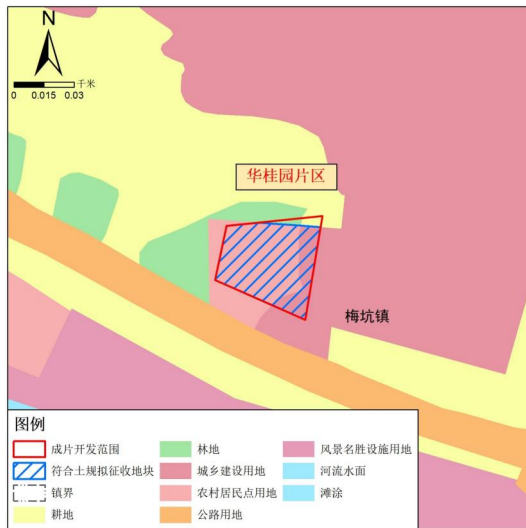 N
千米
0 0.015 0.03
华桂园片区
梅坑镇
图例
成片开发范围
符合土规拟征收地块
镇界
耕地
林地
城乡建设用地
农村居民点用地
公路用地
风景名胜设施用地
河流水面
滩涂